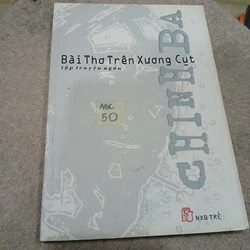 Bài Thơ Trên Xương Cụt
tập truyện ngắn
ABC
50
CHINH BA
NXB TRẺ